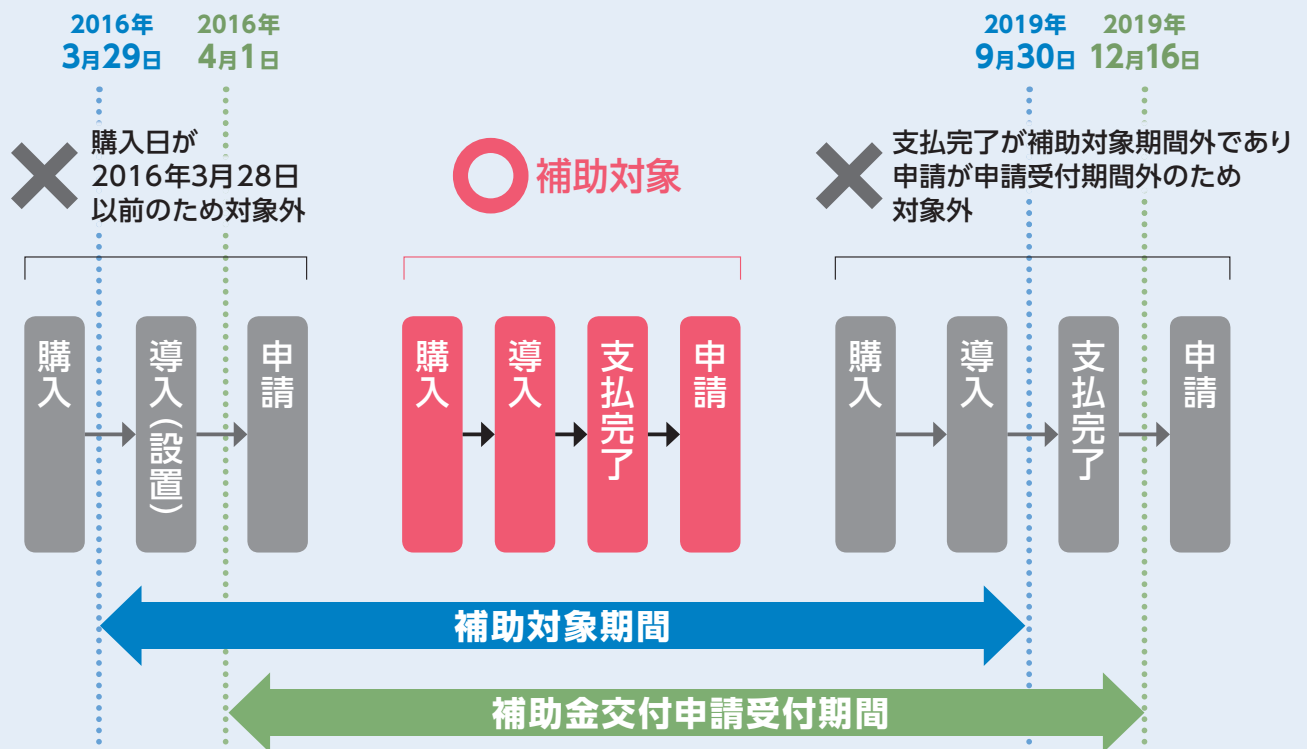 2016年
3月29日
2016年
4月1日
2019年
9月30日
2019年
12月16日
購入日が
2016年3月28日
以前のため対象外
補助対象
支払完了が補助対象期間外であり
申請が申請受付期間外のため
対象外
購入
導入(設置)
申請
購入
導入
支払完了
申請
購入
導入
支払完了
申請
補助対象期間
補助金交付申請受付期間